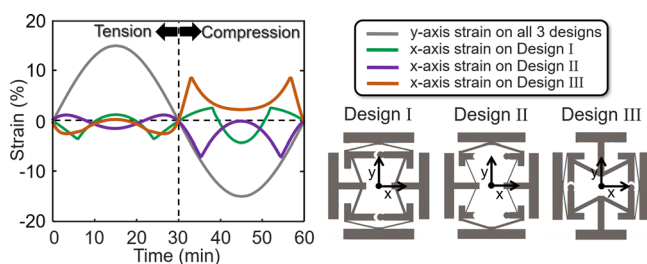 Tension
Compression
Strain (%)
20
10
0
-10
-20
0
10
20
30
40
50
60
Time (min)
y-axis strain on all 3 designs
x-axis strain on Design I
x-axis strain on Design II
x-axis strain on Design III
Design I
Design II
Design III
y
x
y
x
y
x